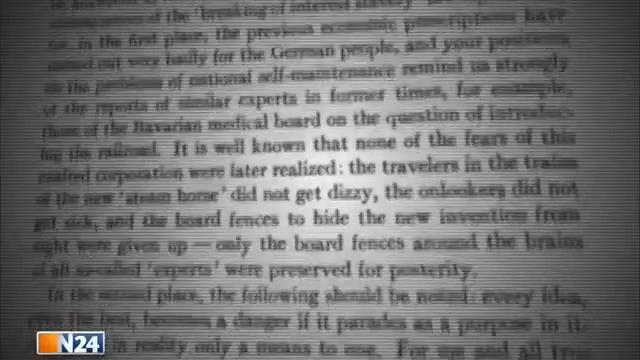 of the 'breaking of interest slavery'
in the first place, the previous economic prescriptions have
turned out very badly for the German people, and your positions
on the problems of national self-maintenance remind us strongly
of the reports of similar experts in former times, for example,
those of the Bavarian medical board on the question of
the railroad. It is well known that none of the fears of this
exalted corporation were later realized: the travelers in the trains
of the new 'steam horse' did not get dizzy, the onlookers did not
get sick, and the board fences to hide the new invention from
sight were given up — only the board fences around the brains
of all so-called 'experts' were preserved for posterity.
In the second place, the following should be noted: every idea,
even the best, becomes a danger if it parades as a purpose in it-
in reality only a means to one. For me and all
N24